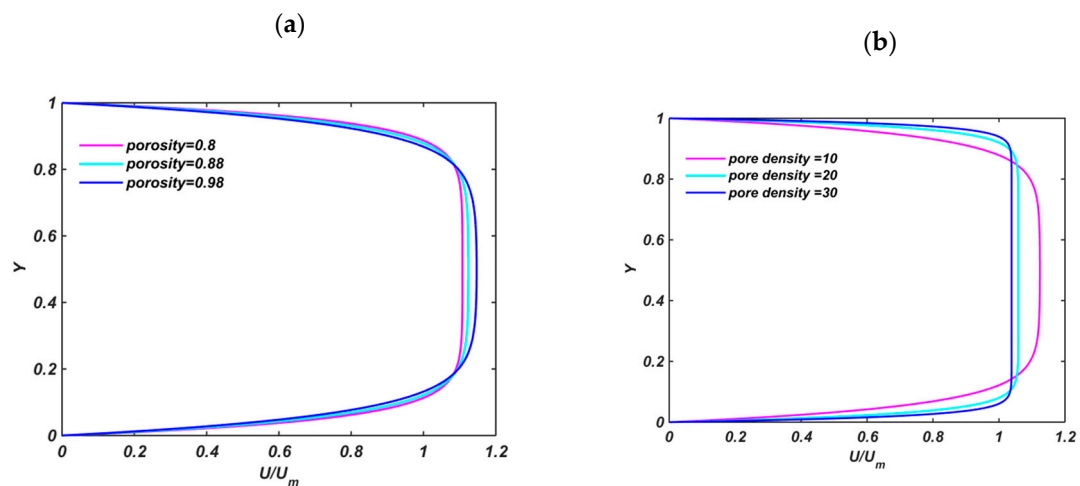 (a)
1
0.8
0.6
0.4
0.2
0
Y
porosity=0.8
porosity=0.88
porosity=0.98
0 0.2 0.4 0.6 0.8 1 1.2
U/Um
(b)
1
0.8
0.6
0.4
0.2
0
Y
pore density =10
pore density =20
pore density =30
0 0.2 0.4 0.6 0.8 1 1.2
U/Um